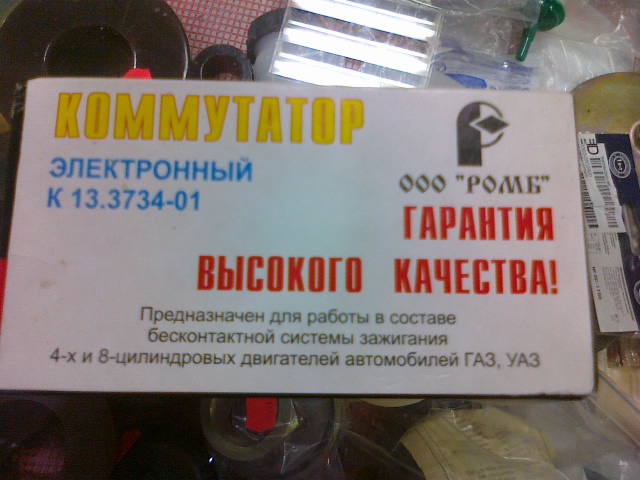 КОММУТАТОР
ЭЛЕКТРОННЫЙ
К 13.3734-01
ООО "РОМБ"
ГАРАНТИЯ
ВЫСОКОГО КАЧЕСТВА!
Предназначен для работы в составе
бесконтактной системы зажигания
4-х и 8-цилиндровых двигателей автомобилей ГАЗ, УАЗ